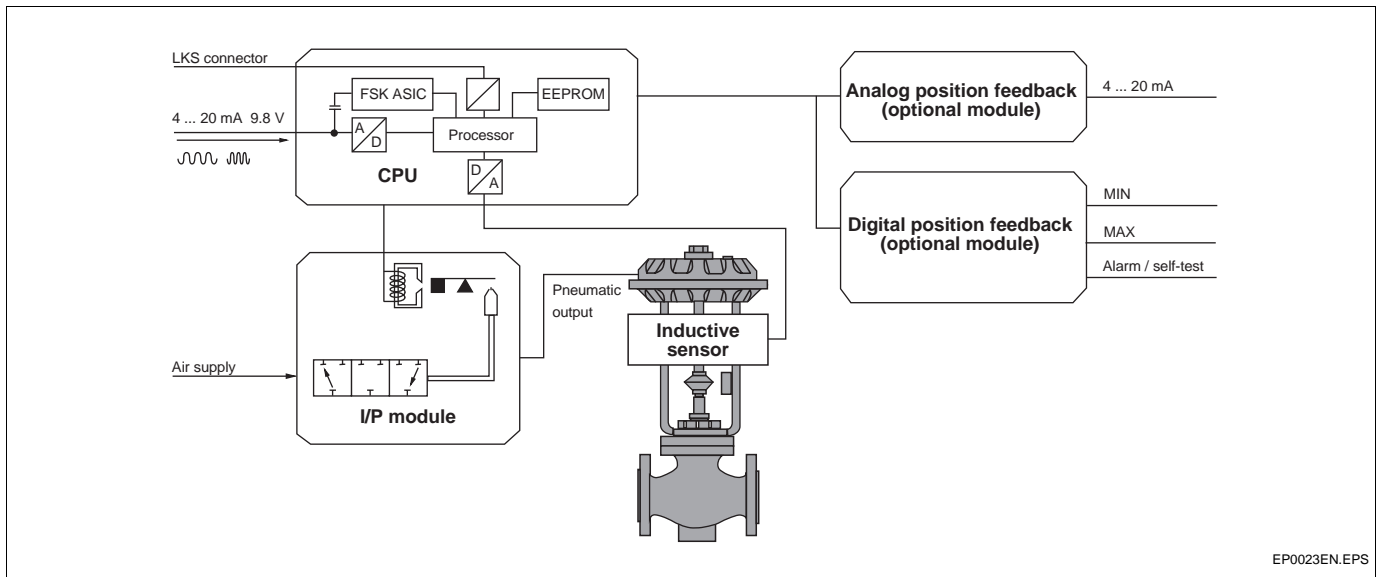 LKS connector
FSK ASIC
EEPROM
4 ... 20 mA 9.8 V
A
D
Processor
CPU
D
A
Analog position feedback
(optional module)
4 ... 20 mA
Digital position feedback
(optional module)
MIN
MAX
Alarm / self-test
Pneumatic
output
Inductive
sensor
Air supply
I/P module
EP0023EN.EPS